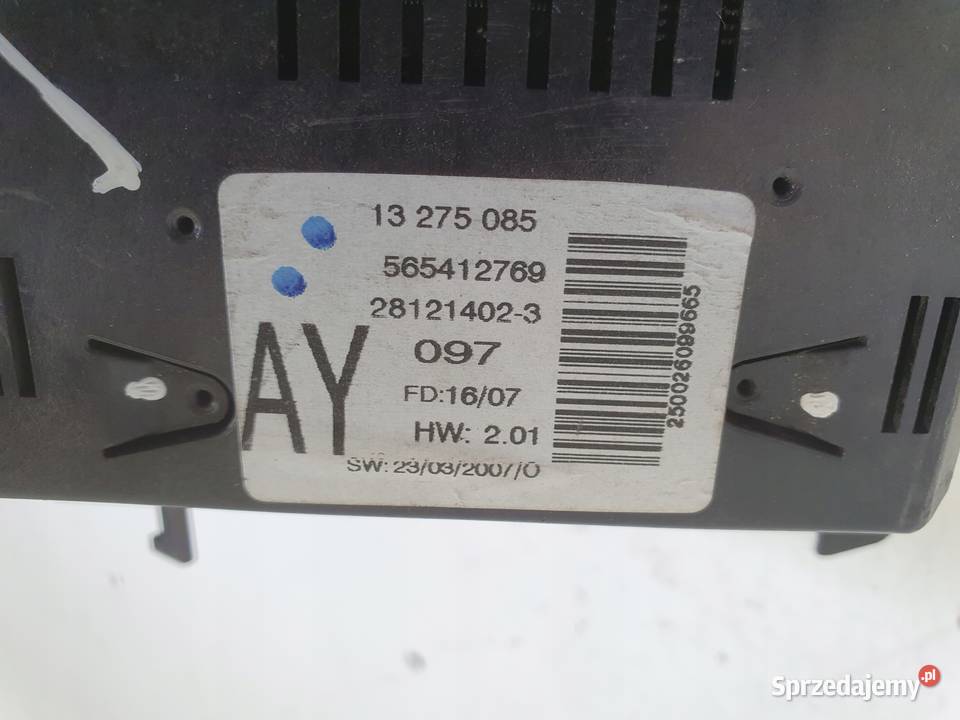 13 275 085
565412769
28121402-3
AY
097
FD:16/07
HW: 2.01
SW: 23/03/2007/0
250026099665
Sprzedajemy.pl